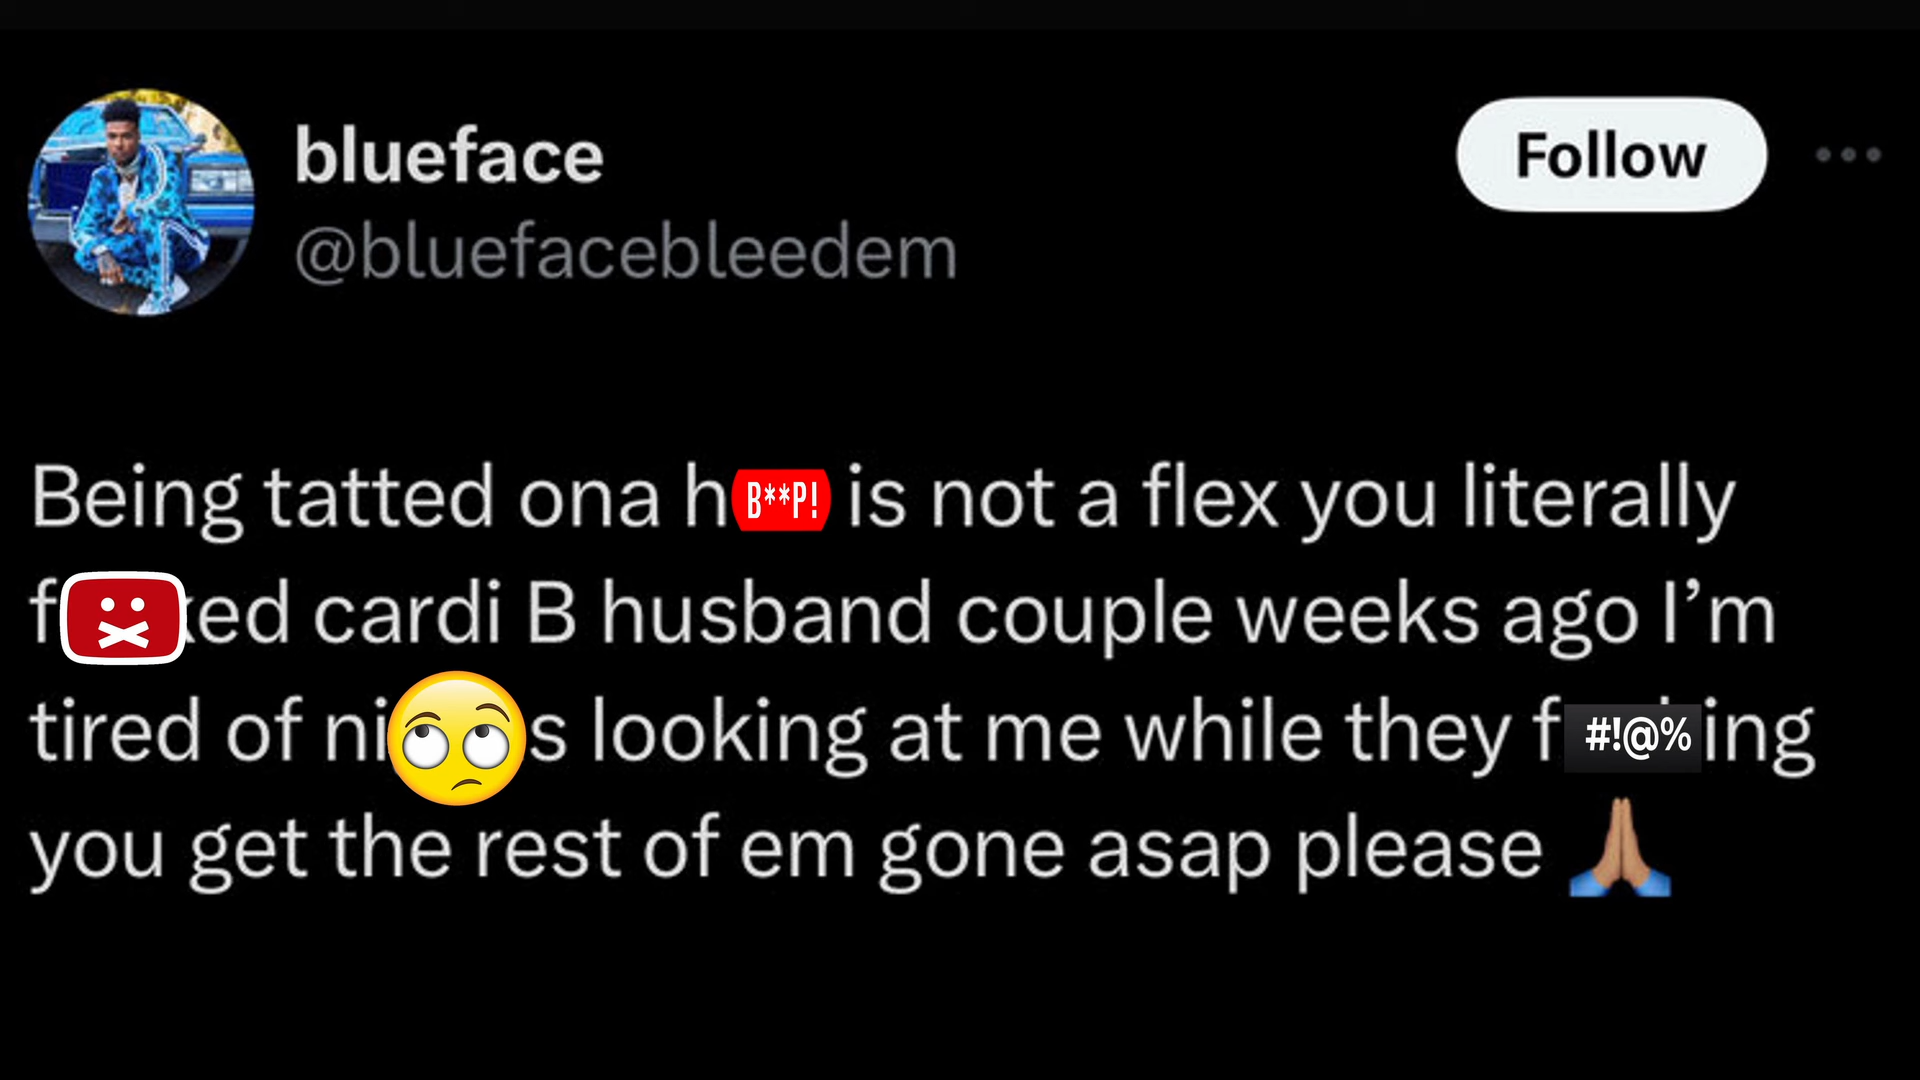 blueface
Follow
@bluefacebleedem
Being tatted ona h B**P! is not a flex you literally
f ked cardi B husband couple weeks ago I’m
tired of ni s looking at me while they f #!@% ing
you get the rest of em gone asap please 🙏🏽